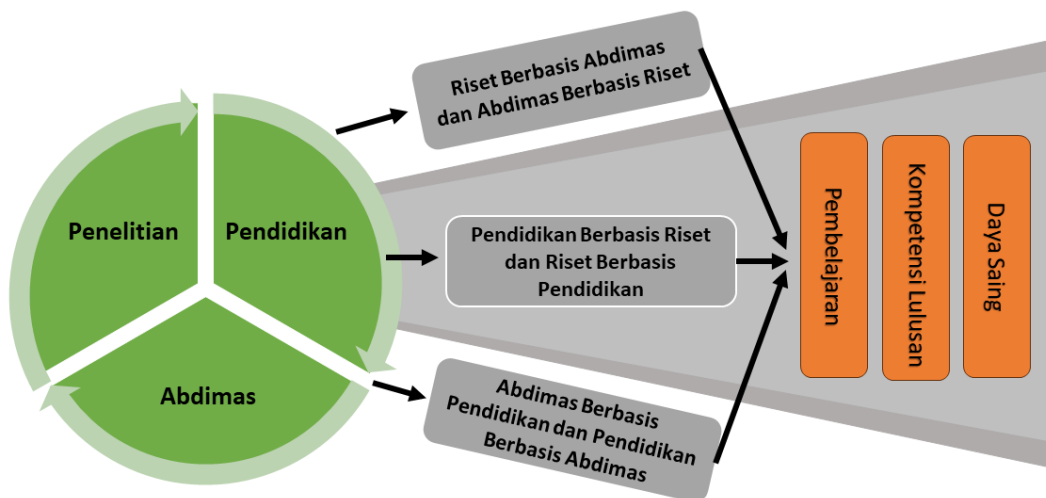 Penelitian
Pendidikan
Abdimas
Riset Berbasis Abdimas
dan Abdimas Berbasis Riset
Pendidikan Berbasis Riset
dan Riset Berbasis
Pendidikan
Abdimas Berbasis
Pendidikan dan Pendidikan
Berbasis Abdimas
Pembelajaran
Kompetensi Lulusan
Daya Saing